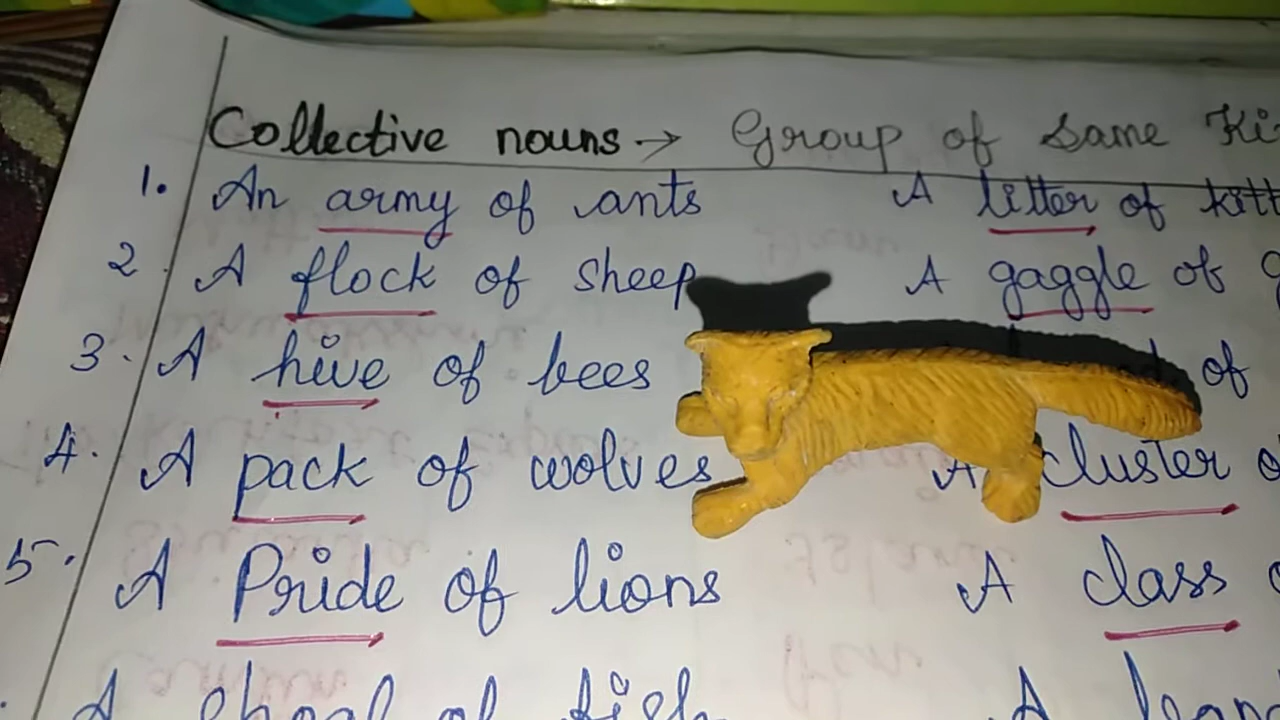 Collective nouns → Group of Same
1. An army of ants A litter of
2. A flock of sheep A gaggle of
3. A hive of bees of
4. A pack of wolves A cluster
5. A Pride of lions A class
A of A